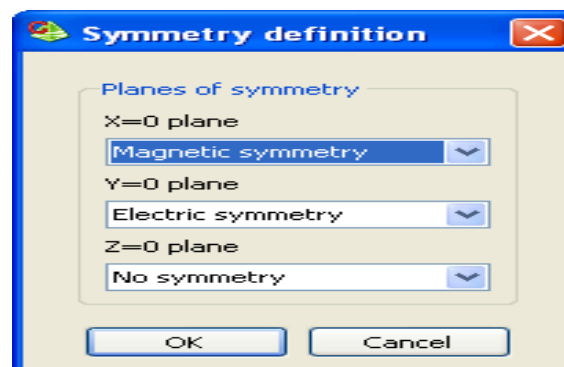 Symmetry definition
Planes of symmetry
X=0 plane
Magnetic symmetry
Y=0 plane
Electric symmetry
Z=0 plane
No symmetry
OK Cancel